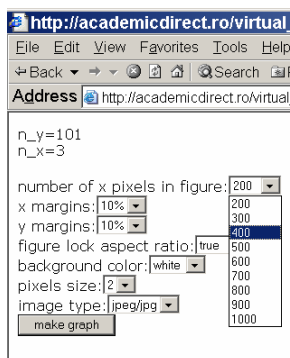 http://academicdirect.ro/virtual_
File Edit View Favorites Tools Help
Back Search
Address http://academicdirect.ro/virtual
n_y=101
n_x=3
number of x pixels in figure: 200
x margins: 10%
y margins: 10%
figure lock aspect ratio: true
background color: white
pixels size: 2
image type: jpeg/jpg
make graph
200
300
400
500
600
700
800
900
1000